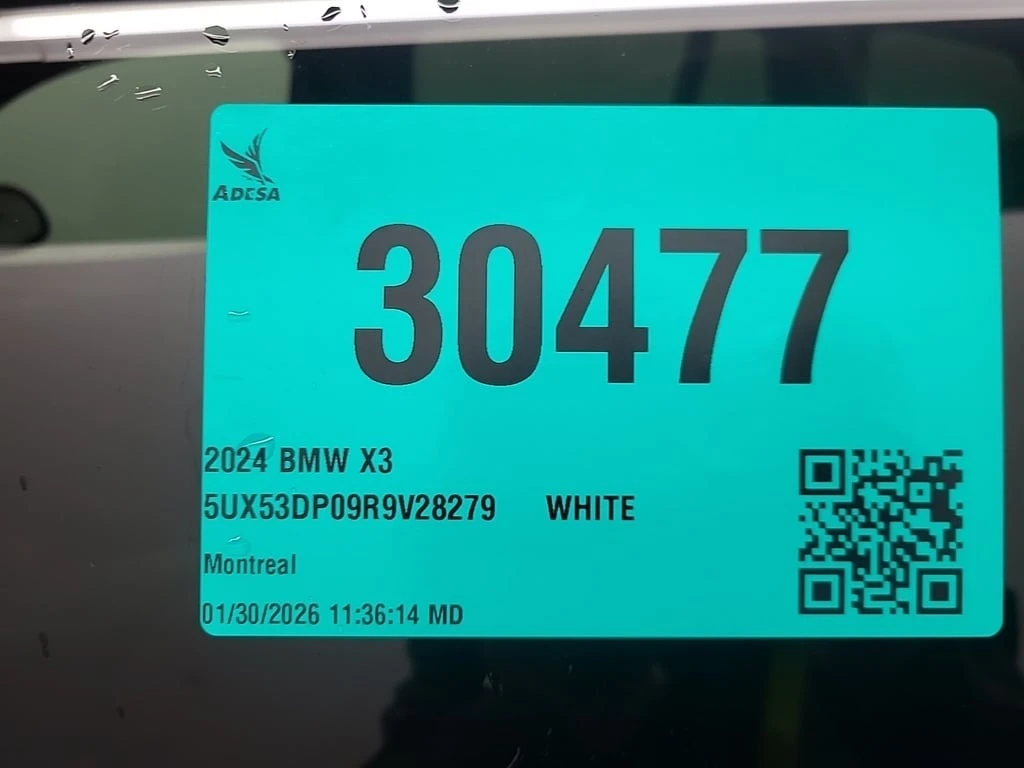 ADESA
30477
2024 BMW X3
5UX53DP09R9V28279 WHITE
Montreal
01/30/2026 11:36:14 MD